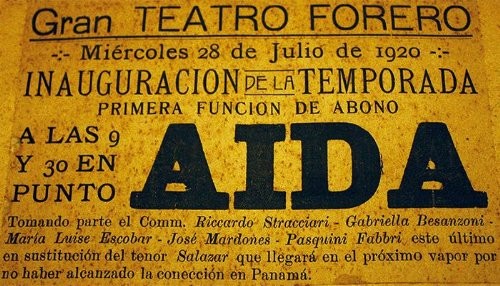 Gran TEATRO FORERO
-:- Miércoles 28 de Julio de 1920 -:-
INAUGURACION DE LA TEMPORADA
PRIMERA FUNCION DE ABONO
A LAS 9
Y 30 EN
PUNTO
AIDA
Tomando parte el Comm. Riccardo Stracciari - Gabriella Besanzoni-
María Luise Escobar - José Mardones - Pasquini Fabbri este último
en sustitución del tenor Salazar que llegará en el próximo vapor por
no haber alcanzado la conección en Panamá.